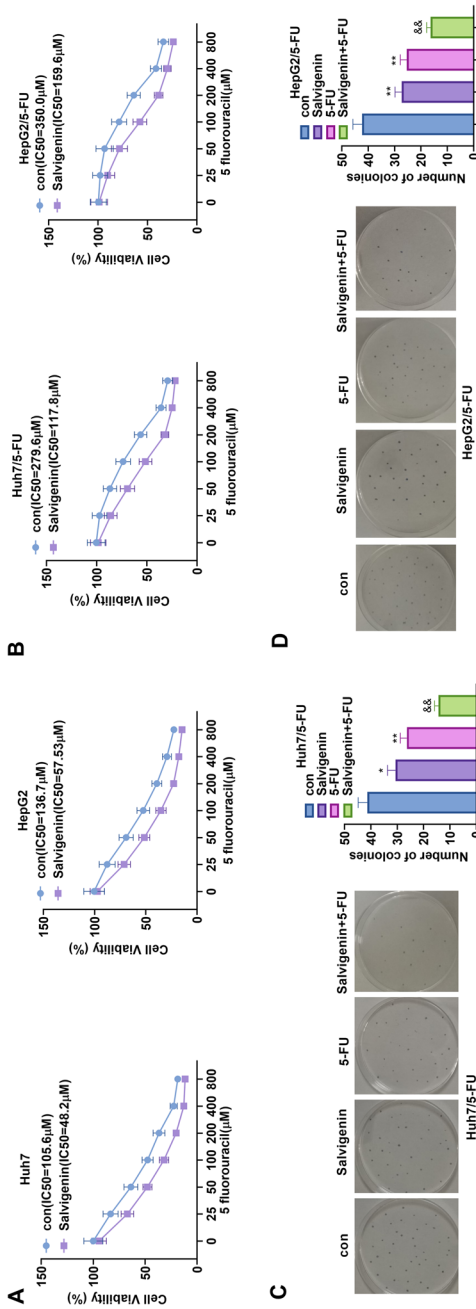 A
Huh7
con(IC50=105.6μM)
Salvigenin(IC50=48.2μM)
Cell Viability (%)
150
100
50
0
0 25 50 100 200 400 800
5 fluorouracil(μM)
HepG2
con(IC50=136.7μM)
Salvigenin(IC50=57.53μM)
Cell Viability (%)
150
100
50
0
0 25 50 100 200 400 800
5 fluorouracil(μM)
B
Huh7/5-FU
con(IC50=279.6μM)
Salvigenin(IC50=117.8μM)
Cell Viability (%)
150
100
50
0
0 25 50 100 200 400 800
5 fluorouracil(μM)
HepG2/5-FU
con(IC50=350.0μM)
Salvigenin(IC50=159.6μM)
Cell Viability (%)
150
100
50
0
0 25 50 100 200 400 800
5 fluorouracil(μM)
C
con Salvigenin 5-FU Salvigenin+5-FU
Huh7/5-FU
Huh7/5-FU
con
Salvigenin
5-FU
Salvigenin+5-FU
Number of colonies
50
40
30
20
10
0
* ** &&
D
con Salvigenin 5-FU Salvigenin+5-FU
HepG2/5-FU
HepG2/5-FU
con
Salvigenin
5-FU
Salvigenin+5-FU
Number of colonies
50
40
30
20
10
0
** ** &&